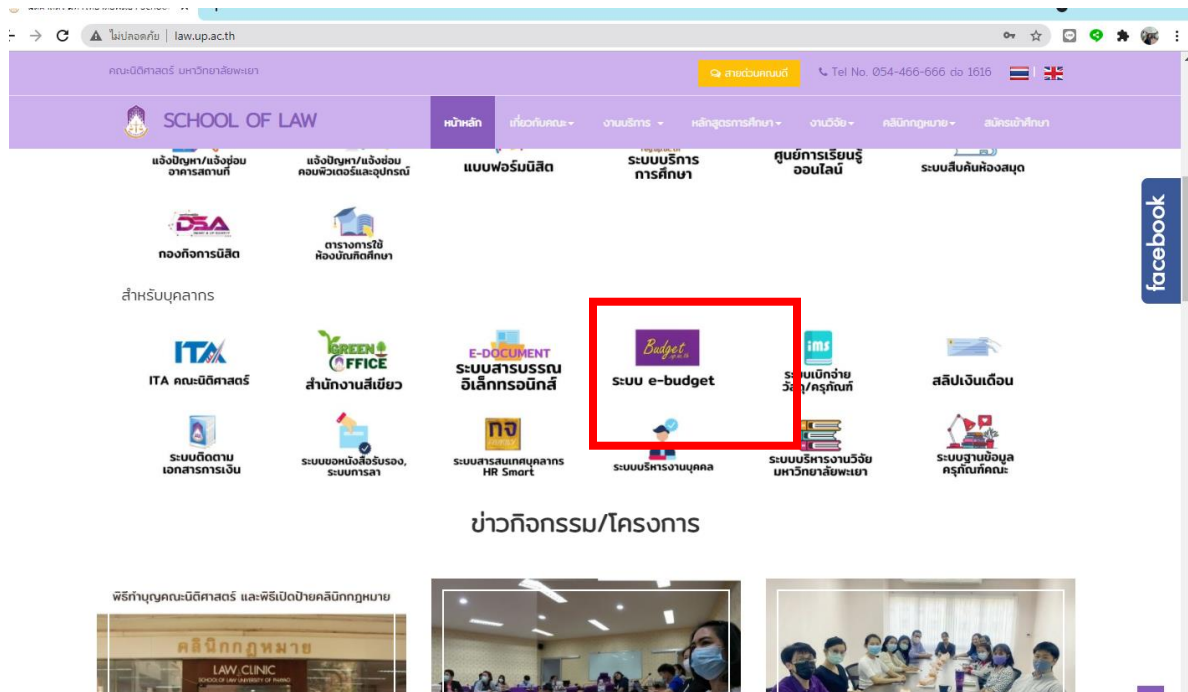 ไม่ปลอดภัย | law.up.ac.th
คณะนิติศาสตร์ มหาวิทยาลัยพะเยา
สายด่วนคณบดี
Tel No. 054-466-666 ต่อ 1616
SCHOOL OF LAW
หน้าหลัก เกี่ยวกับคณะ งานบริการ หลักสูตรการศึกษา งานวิจัย คลินิกกฎหมาย สมัครเข้าศึกษา
แจ้งปัญหา/แจ้งซ่อม
อาคารสถานที่
แจ้งปัญหา/แจ้งซ่อม
คอมพิวเตอร์และอุปกรณ์
แบบฟอร์มนิสิต
ระบบบริการ
การศึกษา
ศูนย์การเรียนรู้
ออนไลน์
ระบบสืบค้นห้องสมุด
DSA
กองกิจการนิสิต
ตารางการใช้
ห้องบัณฑิตศึกษา
facebook
สำหรับบุคลากร
ITA
ITA คณะนิติศาสตร์
GREEN
OFFICE
สำนักงานสีเขียว
E-DOCUMENT
ระบบสารบรรณ
อิเล็กทรอนิกส์
Budget
ระบบ e-budget
ims
ระบบเบิกจ่าย
วัสดุ/ครุภัณฑ์
สลิปเงินเดือน
ระบบติดตาม
เอกสารการเงิน
ระบบขอหนังสือรับรอง,
ระบบการลา
กจ
ระบบสารสนเทศบุคลากร
HR Smart
ระบบบริหารงานบุคคล
ระบบบริหารงานวิจัย
มหาวิทยาลัยพะเยา
ระบบฐานข้อมูล
ครุภัณฑ์คณะ
ข่าวกิจกรรม/โครงการ
พิธีทำบุญคณะนิติศาสตร์ และพิธีเปิดป้ายคลินิกกฎหมาย
คลินิกกฎหมาย
LAW CLINIC